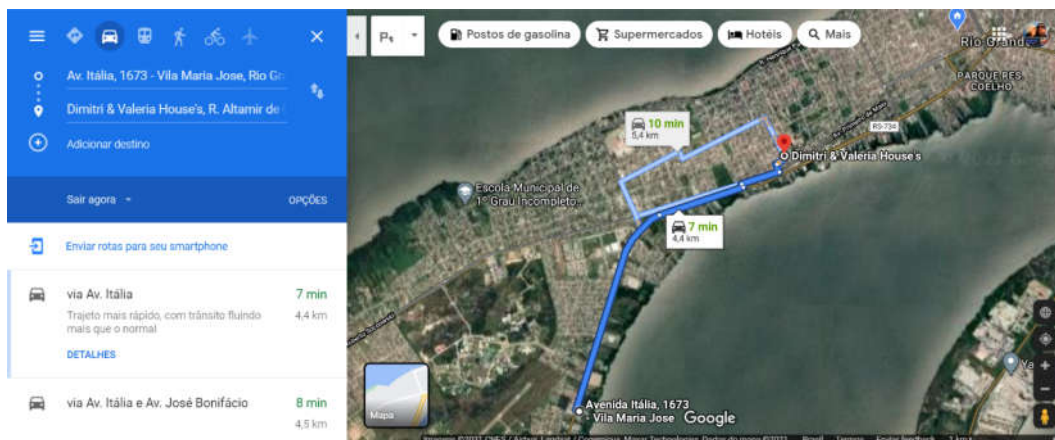 Av. Itália, 1673 - Vila Maria Jose, Rio Gr
Dimitri & Valeria House's, R. Altamir de
Adicionar destino
Sair agora
OPÇÕES
Enviar rotas para seu smartphone
via Av. Itália
7 min
Trajeto mais rápido, com trânsito fluindo
mais que o normal
4,4 km
DETALHES
via Av. Itália e Av. José Bonifácio
8 min
4,5 km
Postos de gasolina
Supermercados
Hotéis
Mais
Rio Grand
PARQUE RES.
COELHO
RS-734
10 min
5,4 km
Dimitri & Valeria House's
Escola Municipal de
1º Grau Incompleto...
7 min
4,4 km
Ya
Mapa
Avenida Itália, 1673
- Vila Maria Jose
Google